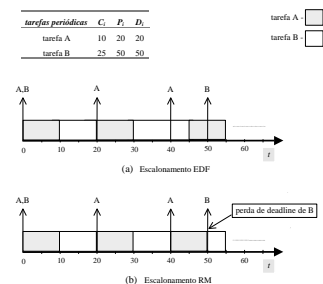 tarefas periódicas Ci Pi Di
tarefa A 10 20 20
tarefa B 25 50 50
tarefa A -
tarefa B -
A,B A A B
0 10 20 30 40 50 60 t
(a) Escalonamento EDF
A,B A A B
perda de deadline de B
0 10 20 30 40 50 60 t
(b) Escalonamento RM